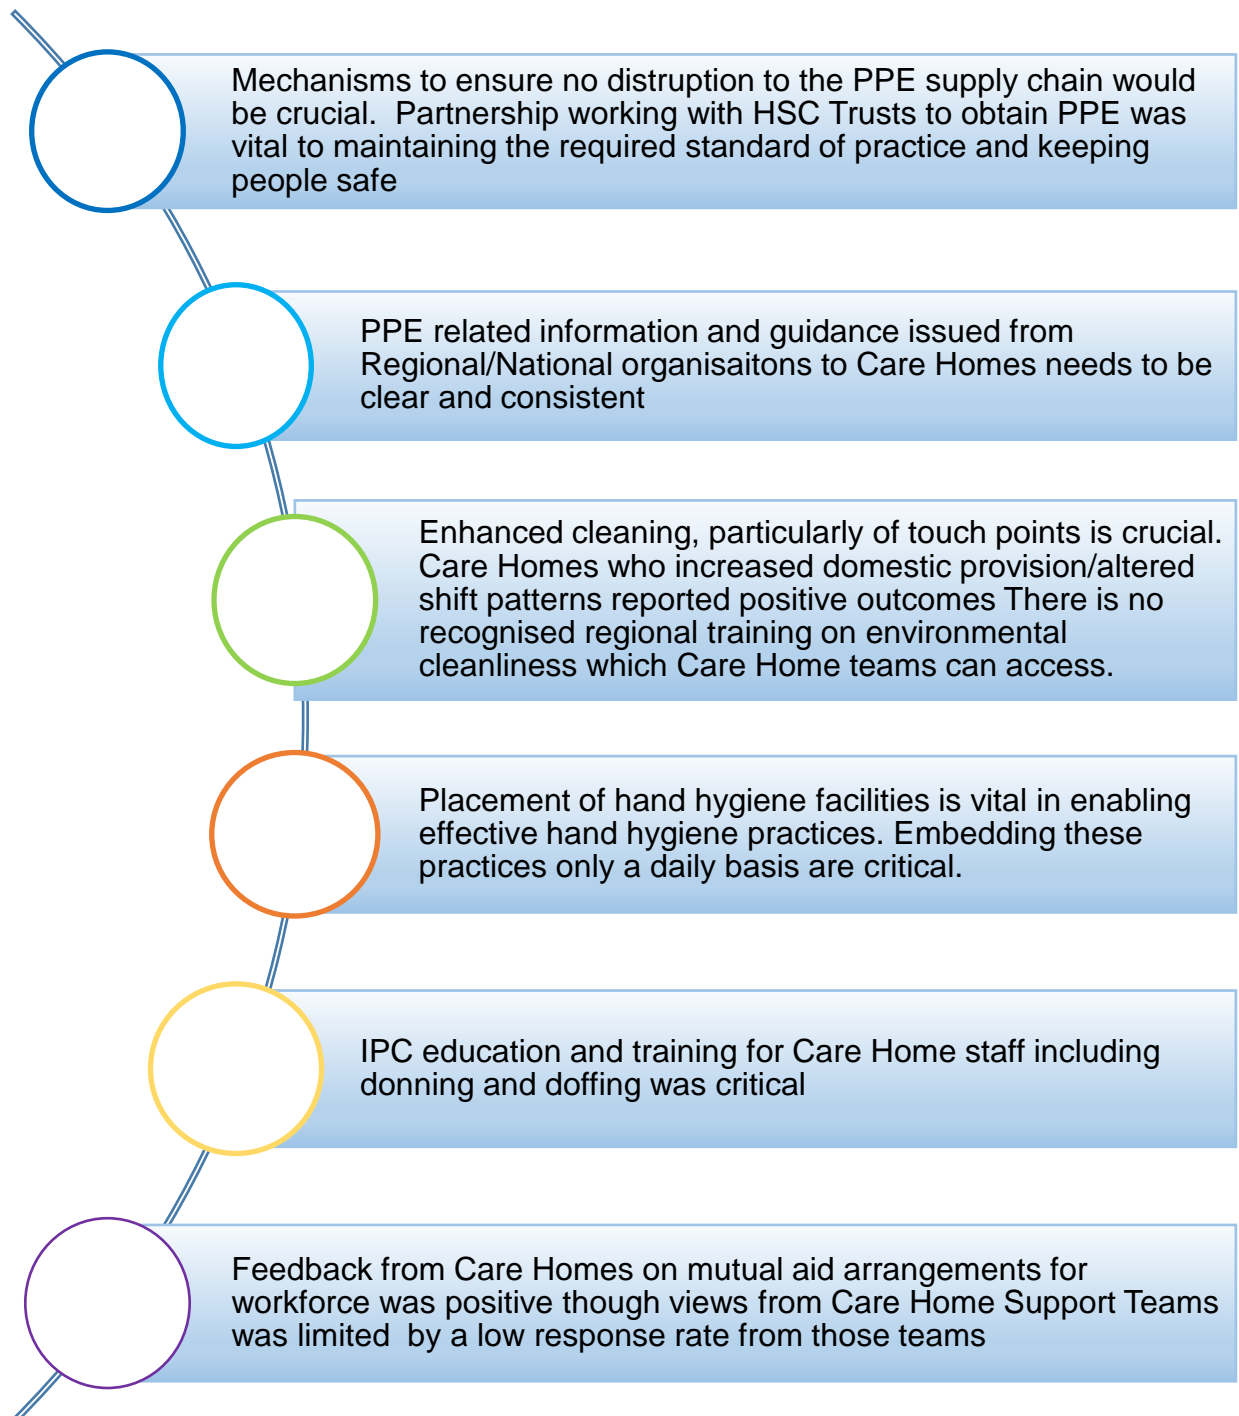 Mechanisms to ensure no distruption to the PPE supply chain would
be crucial.  Partnership working with HSC Trusts to obtain PPE was
vital to maintaining the required standard of practice and keeping
people safe
PPE related information and guidance issued from
Regional/National organisaitons to Care Homes needs to be
clear and consistent
Enhanced cleaning, particularly of touch points is crucial.
Care Homes who increased domestic provision/altered
shift patterns reported positive outcomes There is no
recognised regional training on environmental
cleanliness which Care Home teams can access.
Placement of hand hygiene facilities is vital in enabling
effective hand hygiene practices. Embedding these
practices only a daily basis are critical.
IPC education and training for Care Home staff including
donning and doffing was critical
Feedback from Care Homes on mutual aid arrangements for
workforce was positive though views from Care Home Support Teams
was limited  by a low response rate from those teams